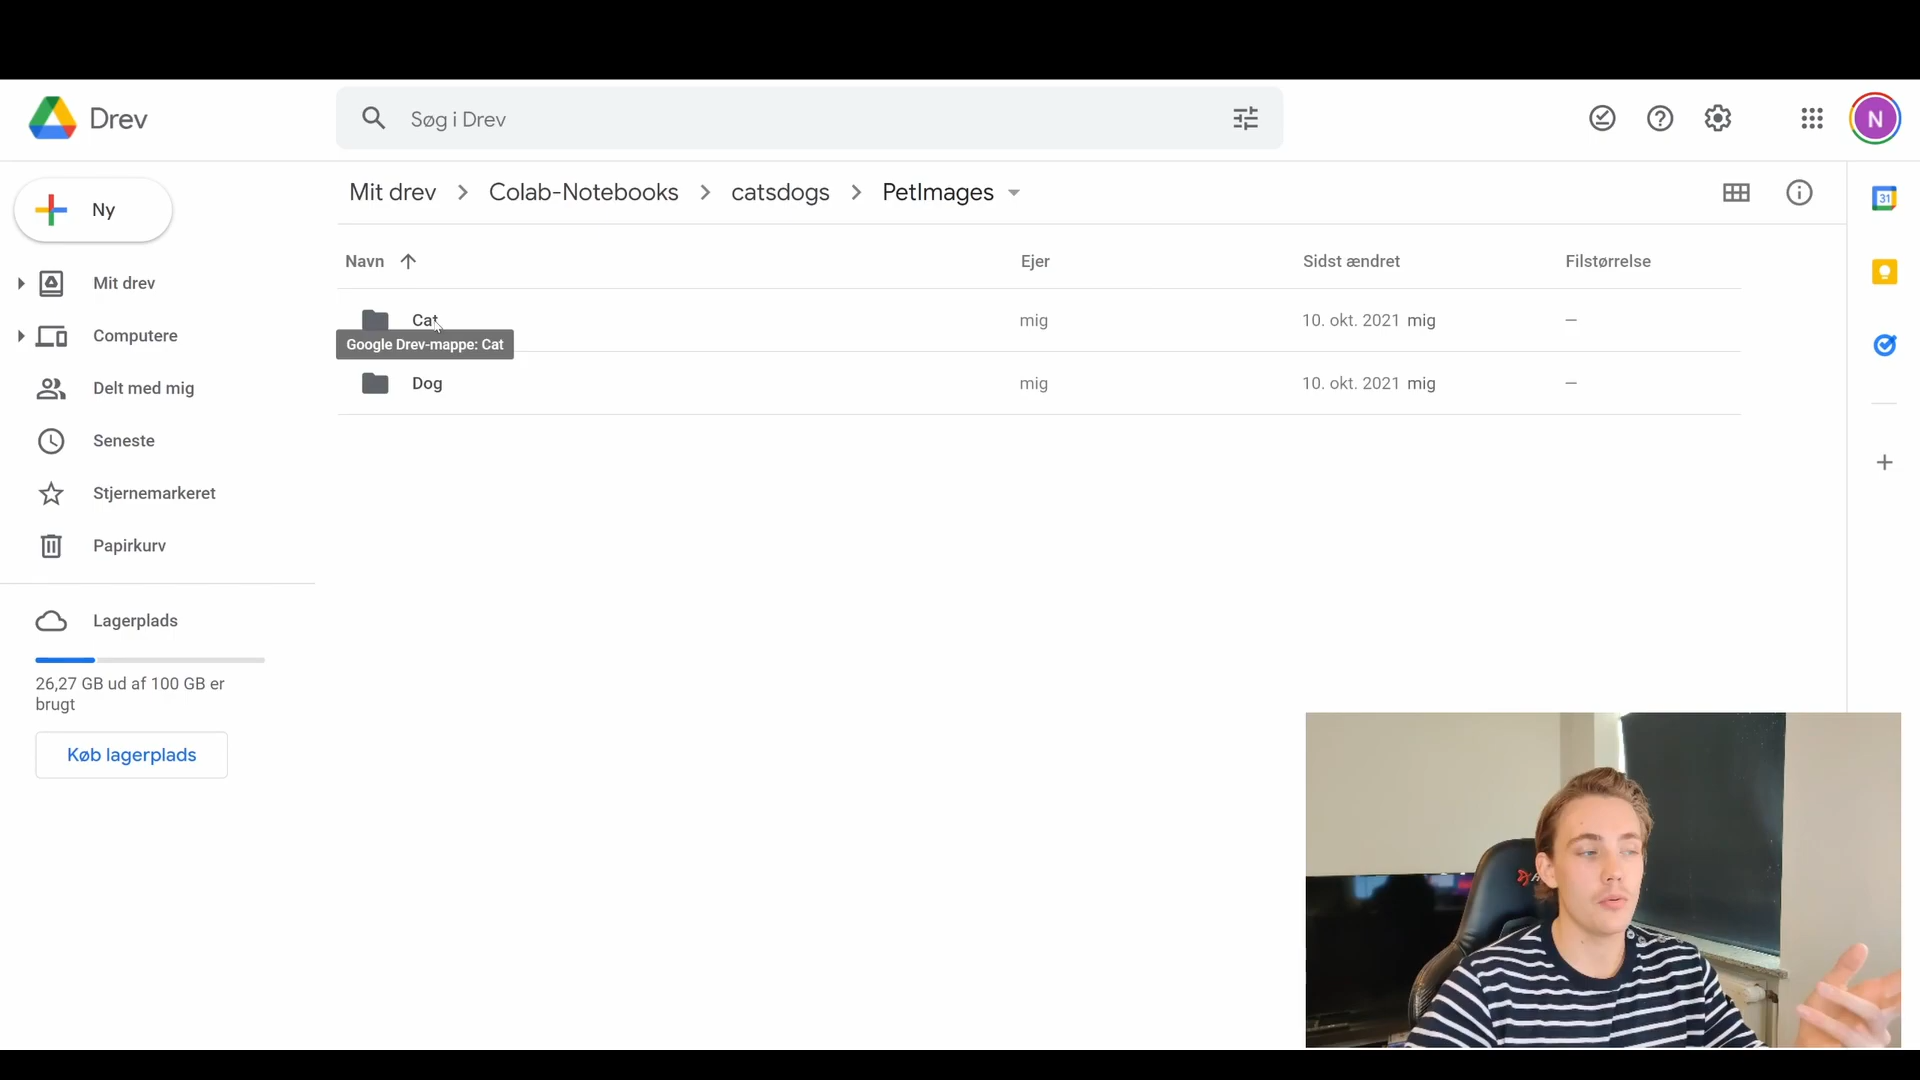 Drev
Søg i Drev
N
Ny
Mit drev
Computere
Delt med mig
Seneste
Stjernemarkeret
Papirkurv
Lagerplads
26,27 GB ud af 100 GB er
brugt
Køb lagerplads
Mit drev Colab-Notebooks catsdogs PetImages
Navn Ejer Sidst ændret Filstørrelse
Cat mig 10. okt. 2021 mig –
Google Drev-mappe: Cat
Dog mig 10. okt. 2021 mig –
31